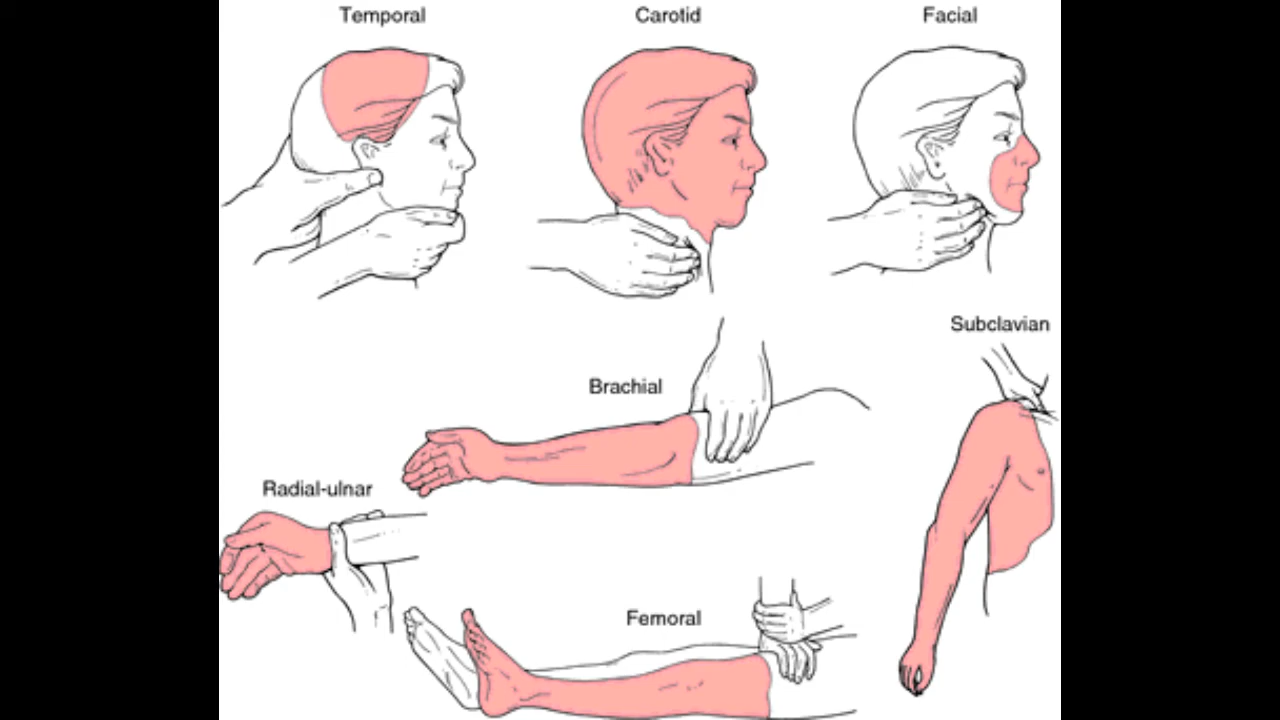 Temporal
Carotid
Facial
Subclavian
Brachial
Radial-ulnar
Femoral